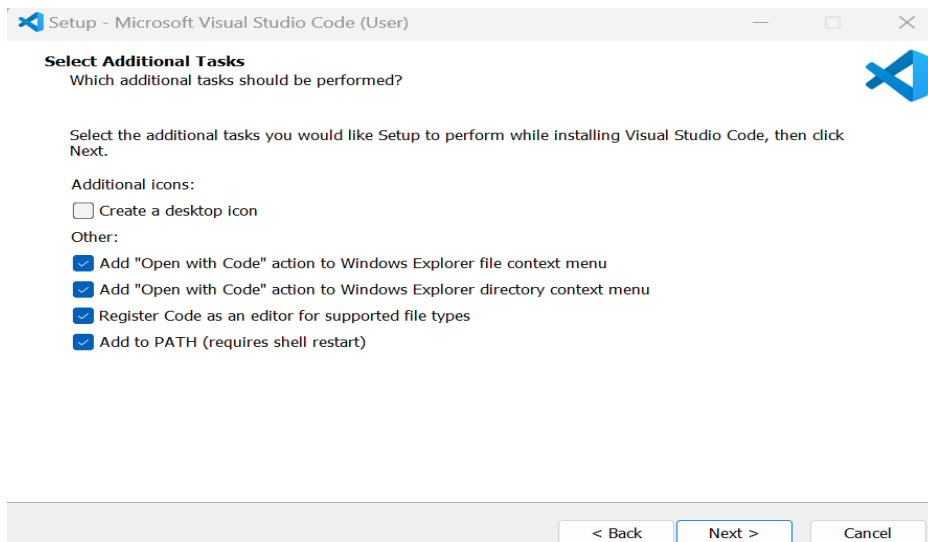 Setup - Microsoft Visual Studio Code (User)
Select Additional Tasks
Which additional tasks should be performed?
Select the additional tasks you would like Setup to perform while installing Visual Studio Code, then click
Next.
Additional icons:
Create a desktop icon
Other:
Add "Open with Code" action to Windows Explorer file context menu
Add "Open with Code" action to Windows Explorer directory context menu
Register Code as an editor for supported file types
Add to PATH (requires shell restart)
< Back Next > Cancel